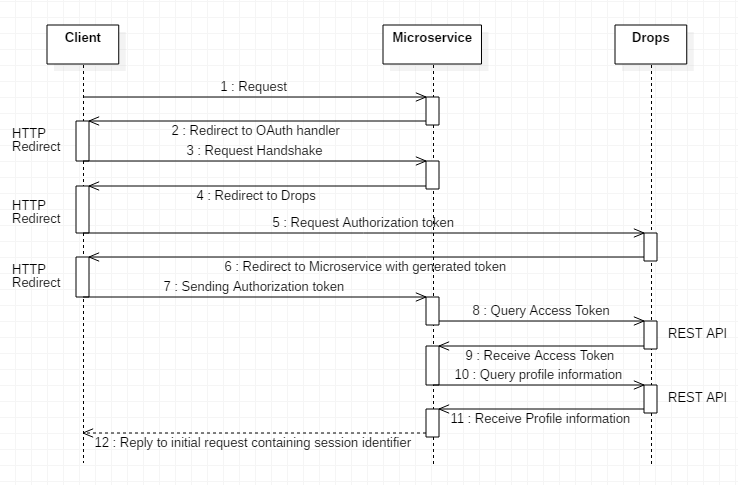 Client
Microservice
Drops
1 : Request
2 : Redirect to OAuth handler
HTTP
Redirect
3 : Request Handshake
4 : Redirect to Drops
HTTP
Redirect
5 : Request Authorization token
6 : Redirect to Microservice with generated token
HTTP
Redirect
7 : Sending Authorization token
8 : Query Access Token
REST API
9 : Receive Access Token
10 : Query profile information
REST API
11 : Receive Profile information
12 : Reply to initial request containing session identifier